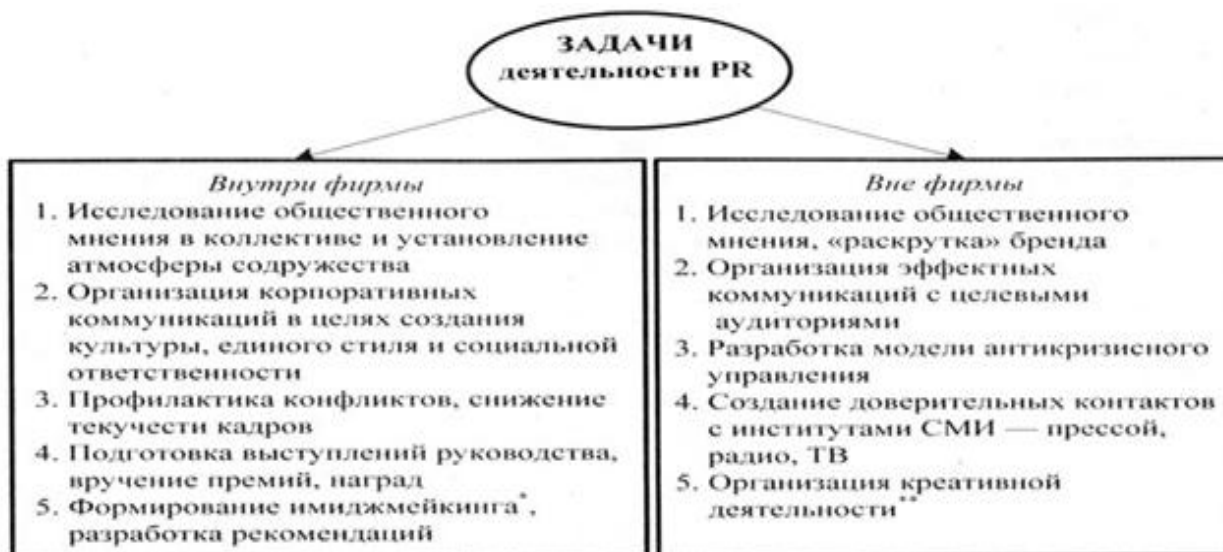 ЗАДАЧИ
деятельности PR
Внутри фирмы
1. Исследование общественного
мнения в коллективе и установление
атмосферы содружества
2. Организация корпоративных
коммуникаций в целях создания
культуры, единого стиля и социальной
ответственности
3. Профилактика конфликтов, снижение
текучести кадров
4. Подготовка выступлений руководства,
вручение премий, наград
5. Формирование имиджмейкинга*,
разработка рекомендаций
Вне фирмы
1. Исследование общественного
мнения, «раскрутка» бренда
2. Организация эффектных
коммуникаций с целевыми
аудиториями
3. Разработка модели антикризисного
управления
4. Создание доверительных контактов
с институтами СМИ — прессой,
радио, ТВ
5. Организация креативной
деятельности**